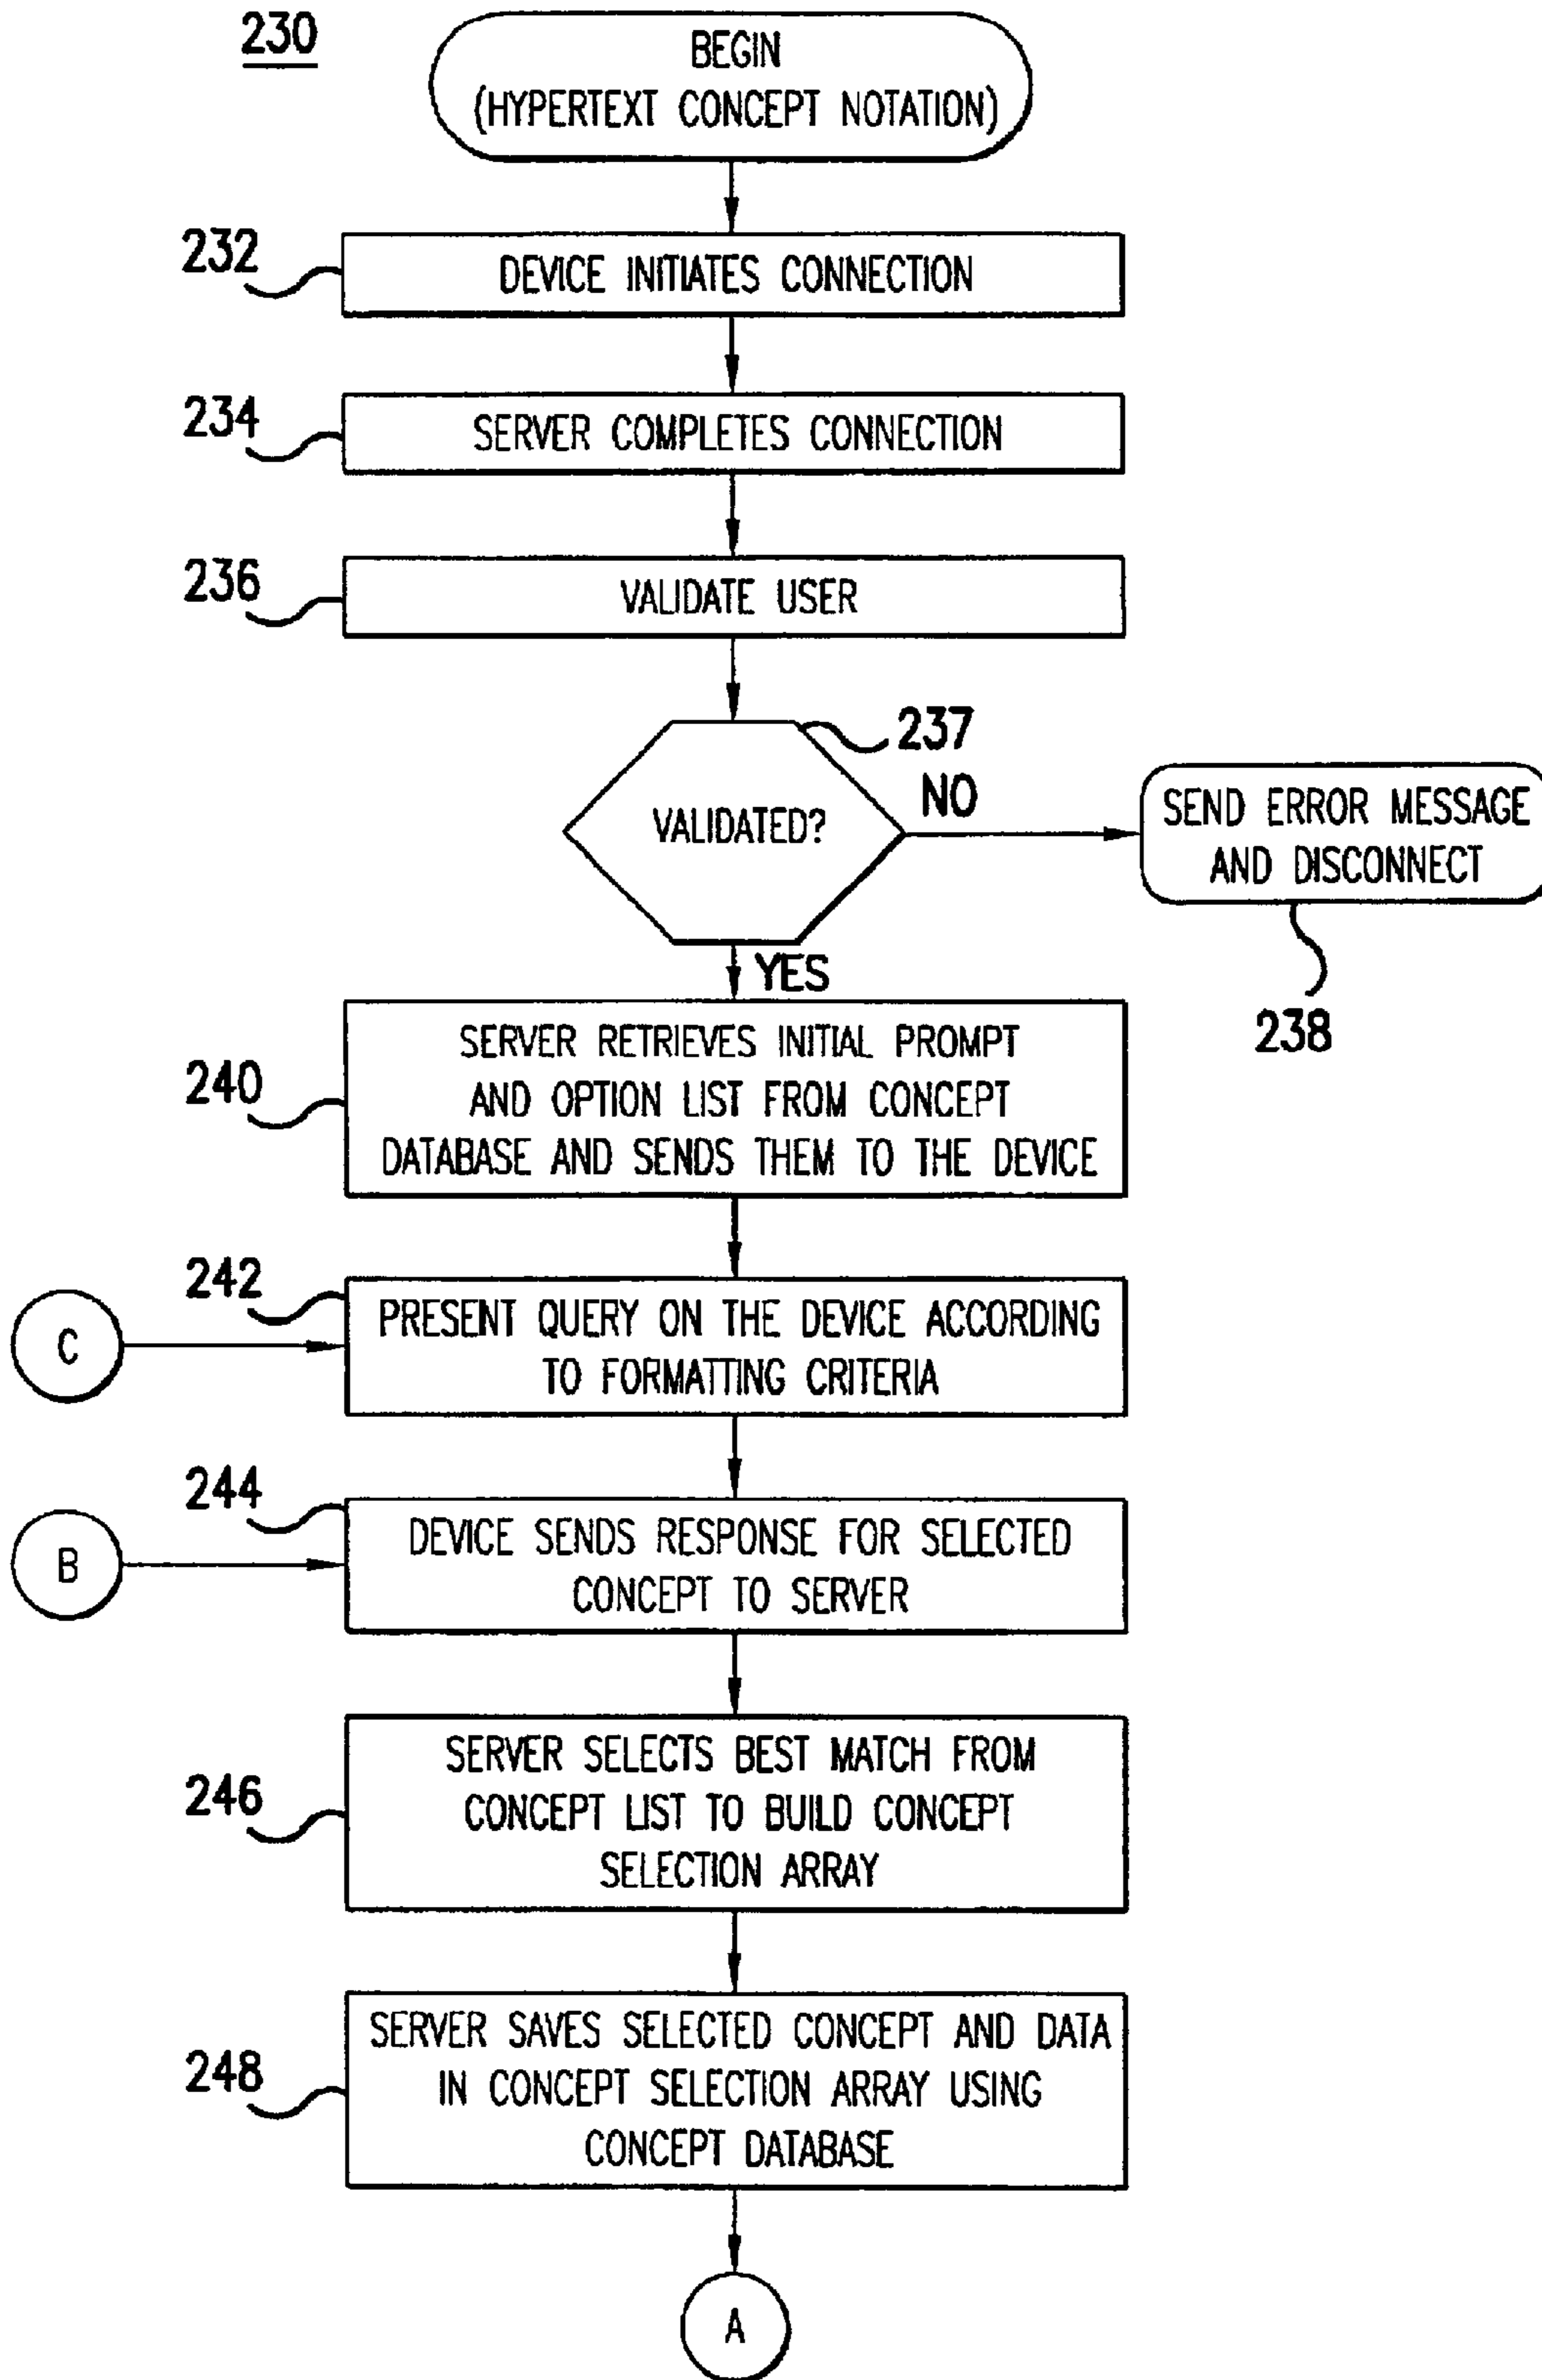 230
BEGIN
(HYPERTEXT CONCEPT NOTATION)
232
DEVICE INITIATES CONNECTION
234
SERVER COMPLETES CONNECTION
236
VALIDATE USER
237
VALIDATED?
NO
SEND ERROR MESSAGE
AND DISCONNECT
238
YES
240
SERVER RETRIEVES INITIAL PROMPT
AND OPTION LIST FROM CONCEPT
DATABASE AND SENDS THEM TO THE DEVICE
C
242
PRESENT QUERY ON THE DEVICE ACCORDING
TO FORMATTING CRITERIA
B
244
DEVICE SENDS RESPONSE FOR SELECTED
CONCEPT TO SERVER
246
SERVER SELECTS BEST MATCH FROM
CONCEPT LIST TO BUILD CONCEPT
SELECTION ARRAY
248
SERVER SAVES SELECTED CONCEPT AND DATA
IN CONCEPT SELECTION ARRAY USING
CONCEPT DATABASE
A